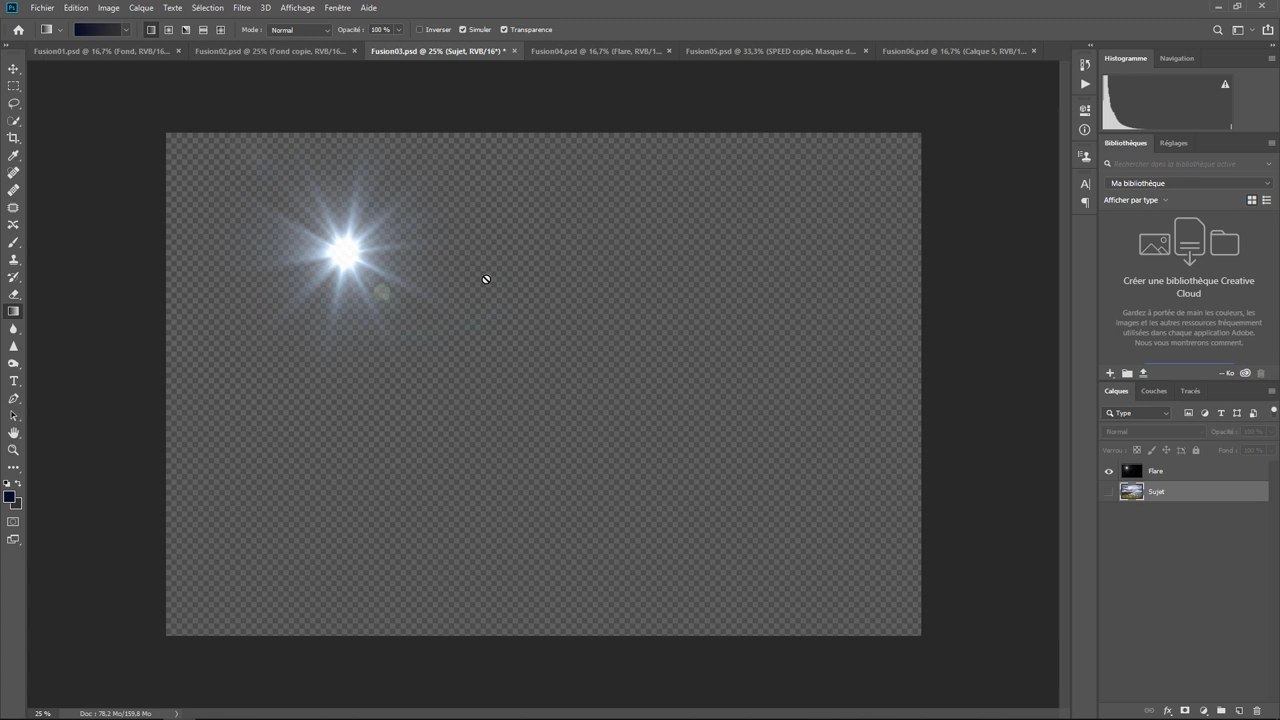 Ps Fichier Edition Image Calque Texte Sélection Filtre 3D Affichage Fenêtre Aide
Mode : Normal Opacité : 100 % Inverser Simuler Transparence
Fusion01.psd @ 16,7% (Fond, RVB/16... × Fusion02.psd @ 25% (Fond copie, RVB/16... × Fusion03.psd @ 25% (Sujet, RVB/16*) * × Fusion04.psd @ 16,7% (Flare, RVB/1... × Fusion05.psd @ 33,3% (SPEED copie, Masque d... × Fusion06.psd @ 16,7% (Calque 5, RVB/1... ×
Histogramme Navigation
Bibliothèques Réglages
Rechercher dans la bibliothèque active
Ma bibliothèque
Afficher par type
Créer une bibliothèque Creative
Cloud
Gardez à portée de main les couleurs, les
images et les autres ressources fréquemment
utilisées dans chaque application Adobe.
Nous vous montrerons comment.
-- Ko
Calques Couches Tracés
Type
Normal Opacité : 100 %
Verrou : Fond : 100 %
Flare
Sujet
25 % Doc : 78,2 Mo/159,8 Mo